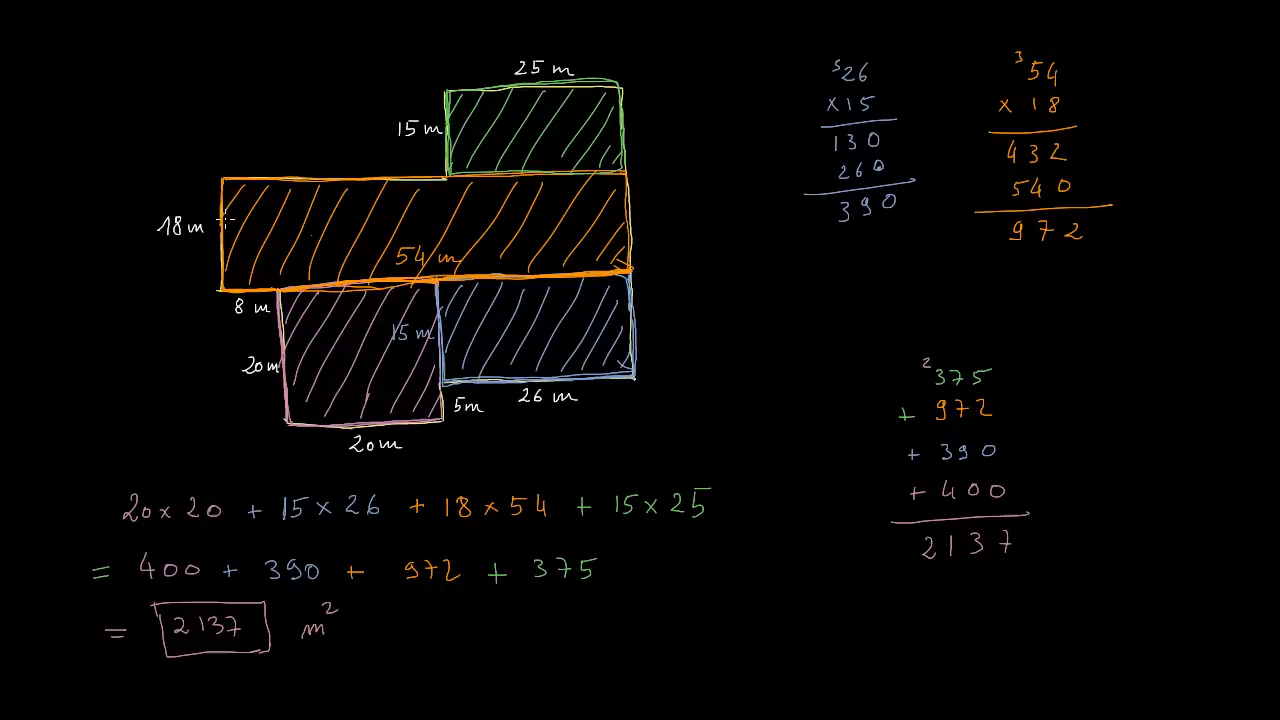 25 m
15 m
18 m
54 m
8 m
15 m
20 m
5 m
26 m
20 m
20 x 20 + 15 x 26 + 18 x 54 + 15 x 25
= 400 + 390 + 972 + 375
= 2137 m²
5
26
x 15
130
260
390
3
54
x 18
432
540
972
2
375
+ 972
+ 390
+ 400
2137